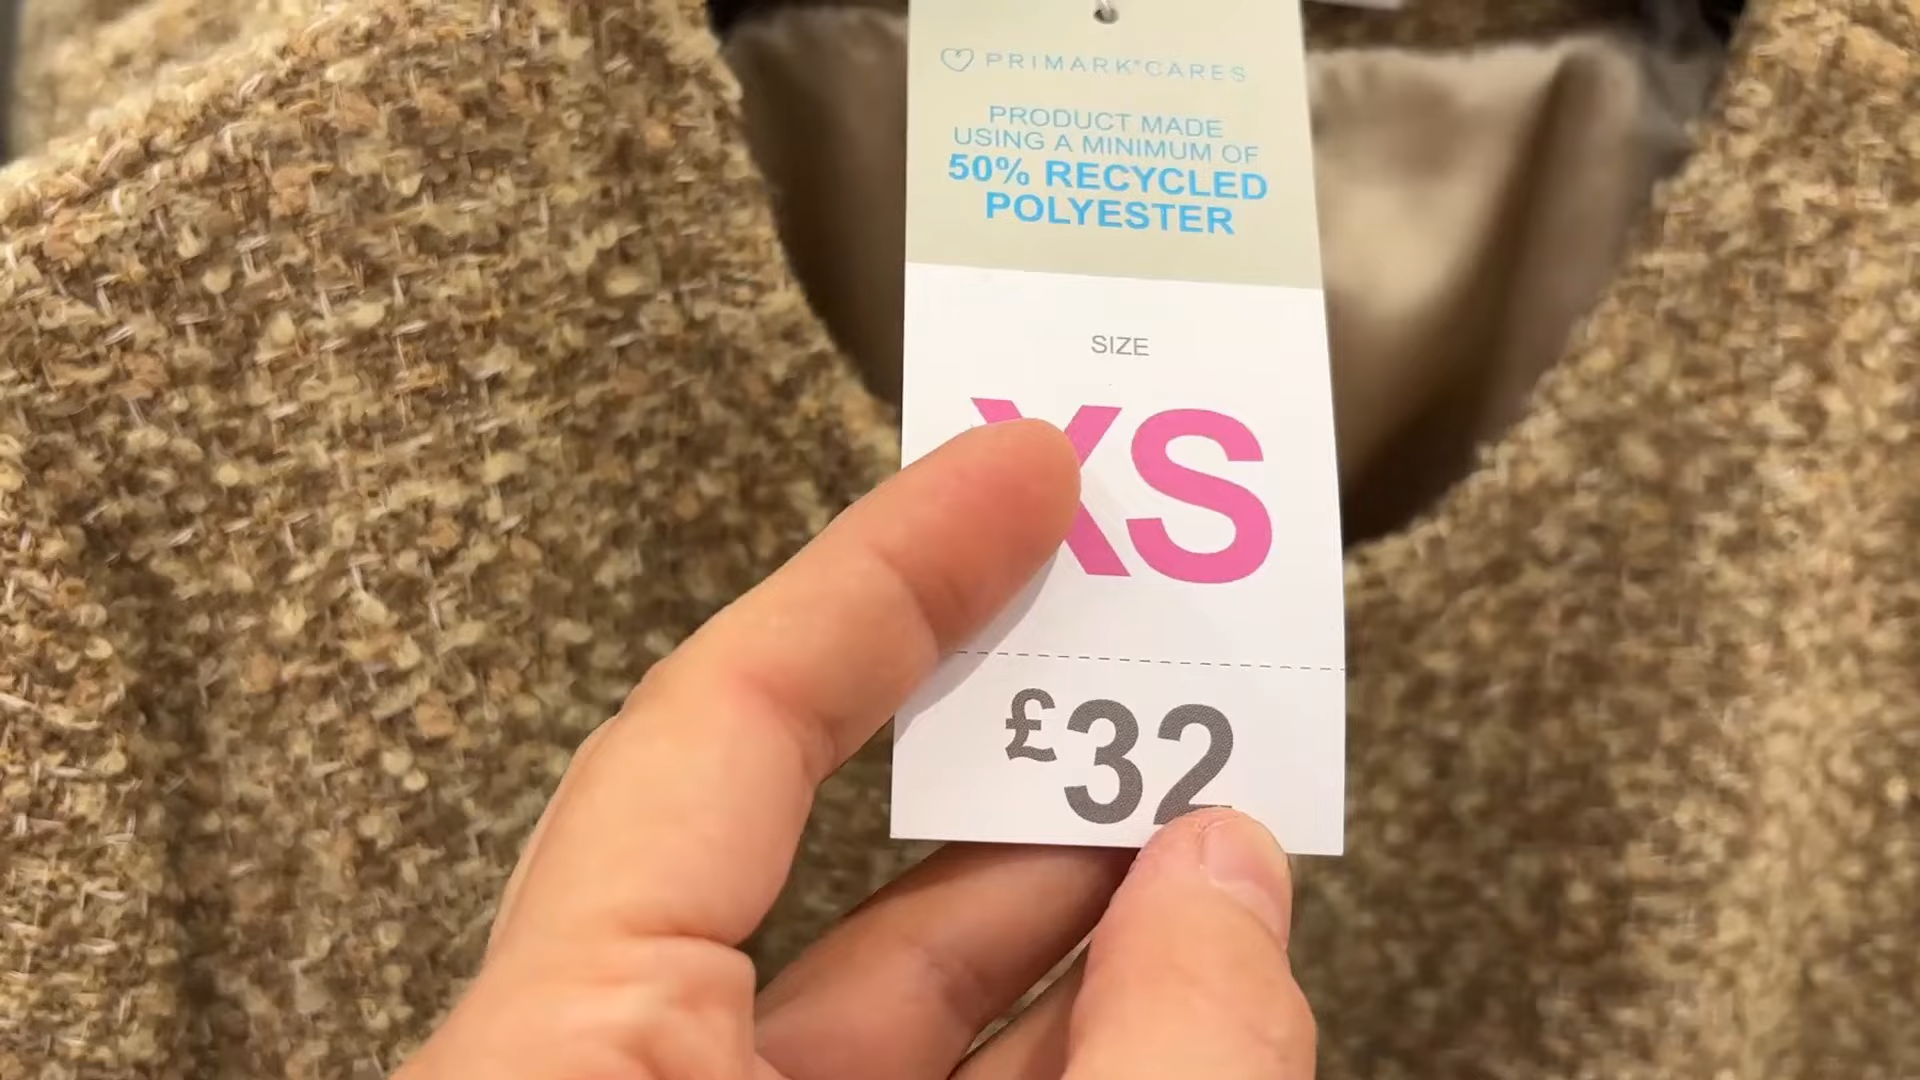 PRIMARK®CARES
PRODUCT MADE
USING A MINIMUM OF
50% RECYCLED
POLYESTER
SIZE
XS
£32